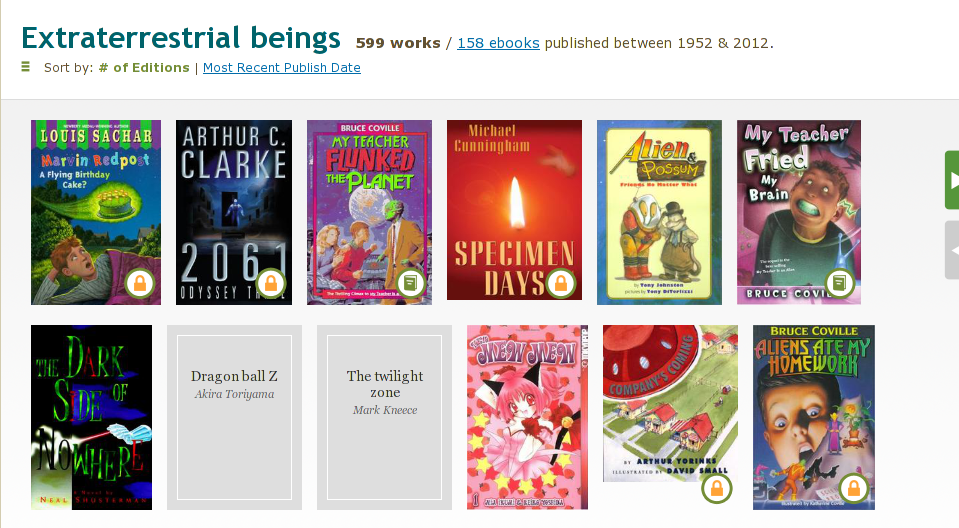 Extraterrestrial beings 599 works / 158 ebooks published between 1952 & 2012.
Sort by: # of Editions | Most Recent Publish Date
LOUIS SACHAR
Marvin Redpost
A Flying Birthday
Cake?
ARTHUR C.
CLARKE
2061
ODYSSEY
BRUCE COVILLE
MY TEACHER
FLUNKED
THE PLANET
Michael
Cunningham
SPECIMEN
DAYS
Alien &
POSSUM
Friends No Matter What
by Tony Johnston
pictures by Tony DiTerlizzi
My Teacher
Fried
My
Brain
BRUCE
THE DARK
SIDE OF
NOWHERE
NEAL SHUSTERMAN
Dragon ball Z
Akira Toriyama
The twilight
zone
Mark Kneece
MEW MEW
1
COMPANY'S COMING
BY ARTHUR YORINKS
ILLUSTRATED BY DAVID SMALL
BRUCE COVILLE
ALIENS ATE MY
HOMEWORK